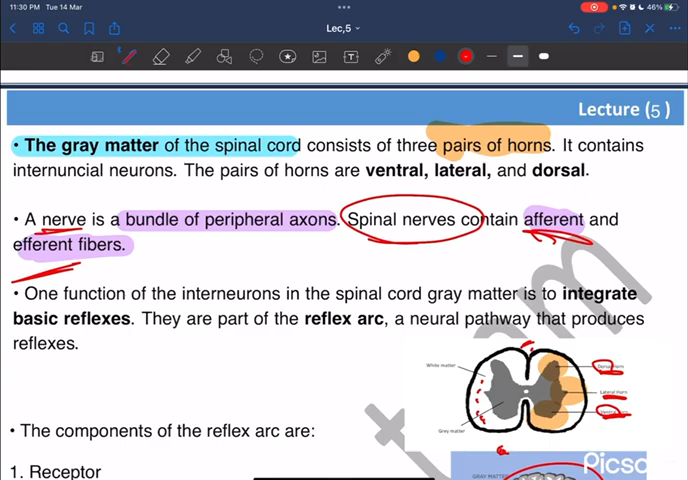 11:30 PM Tue 14 Mar
46%
Lec,5
Lecture (5)
• The gray matter of the spinal cord consists of three pairs of horns. It contains
internuncial neurons. The pairs of horns are ventral, lateral, and dorsal.
• A nerve is a bundle of peripheral axons. Spinal nerves contain afferent and
efferent fibers.
• One function of the interneurons in the spinal cord gray matter is to integrate
basic reflexes. They are part of the reflex arc, a neural pathway that produces
reflexes.
White matter
Dorsal horn
Lateral Horn
Grey matter
• The components of the reflex arc are:
1. Receptor
GRAY MATTER